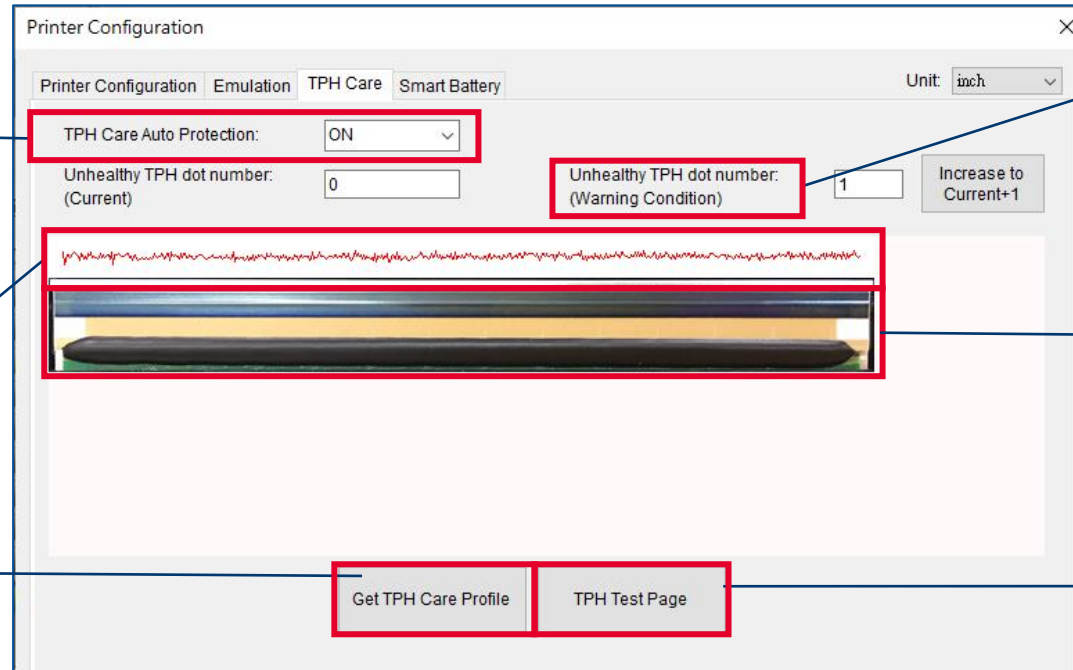 Printer Configuration
Printer Configuration Emulation TPH Care Smart Battery Unit: inch
TPH Care Auto Protection: ON
Unhealthy TPH dot number: 0 Unhealthy TPH dot number: 1 Increase to
(Current) (Warning Condition) Current+1
Get TPH Care Profile TPH Test Page